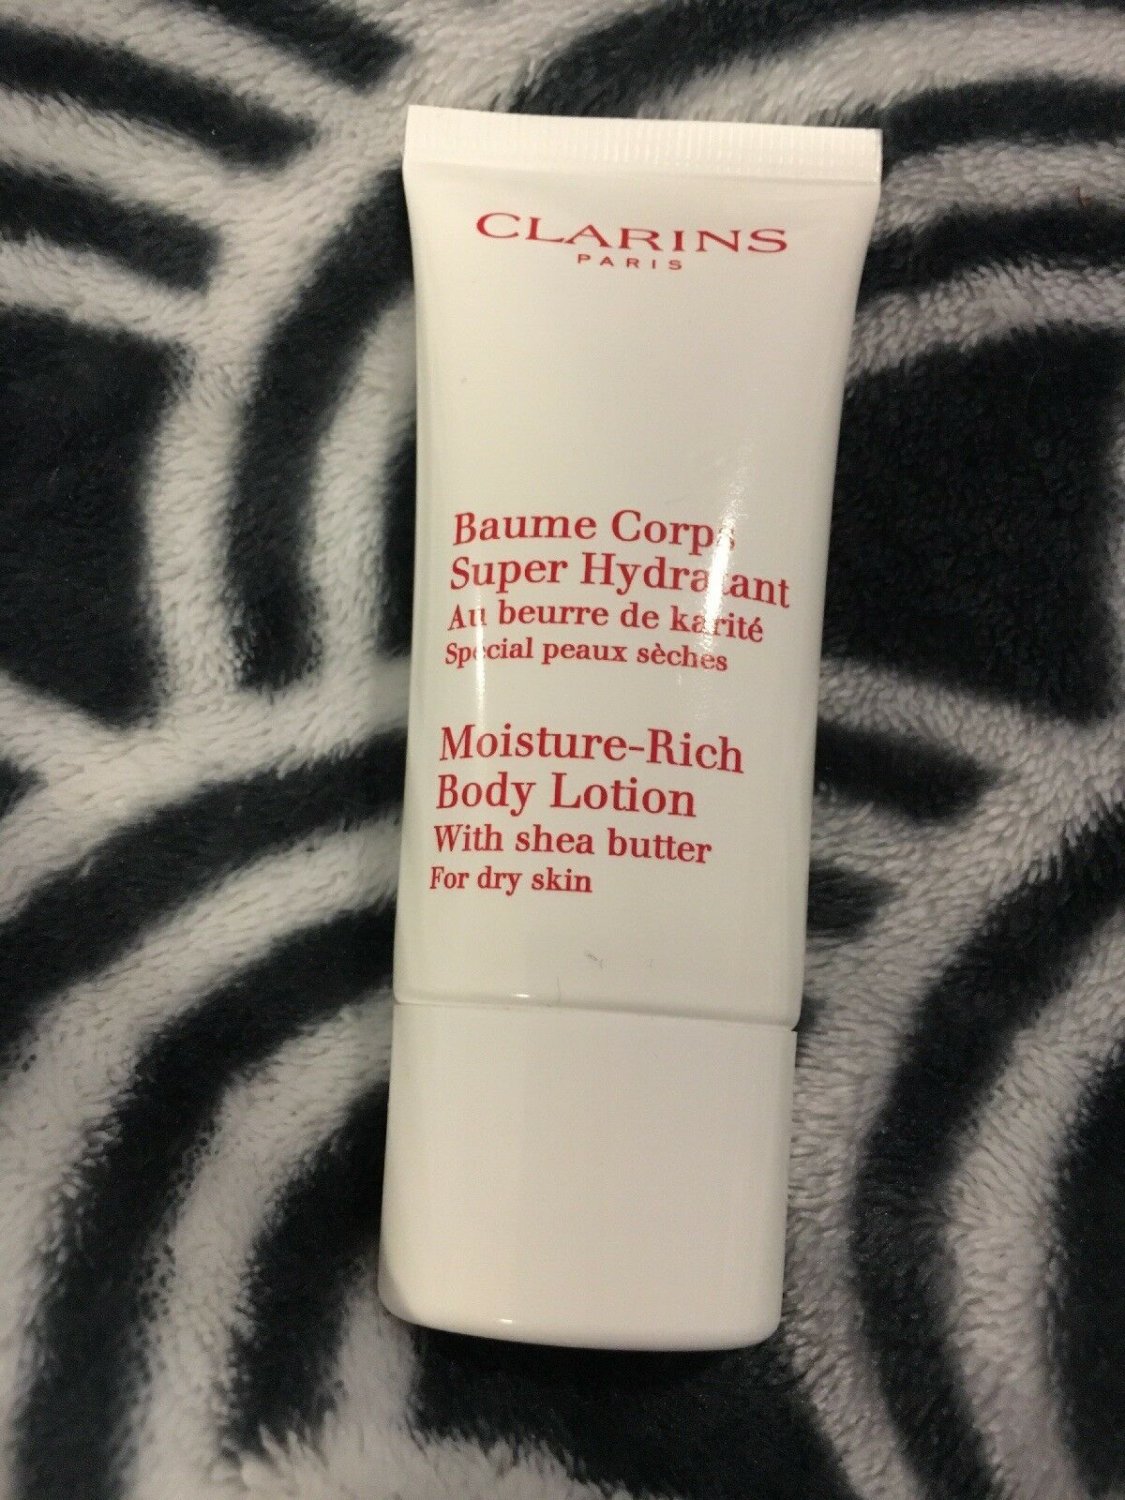 CLARINS
PARIS
Baume Corps
Super Hydratant
Au beurre de karité
Spécial peaux sèches
Moisture-Rich
Body Lotion
With shea butter
For dry skin